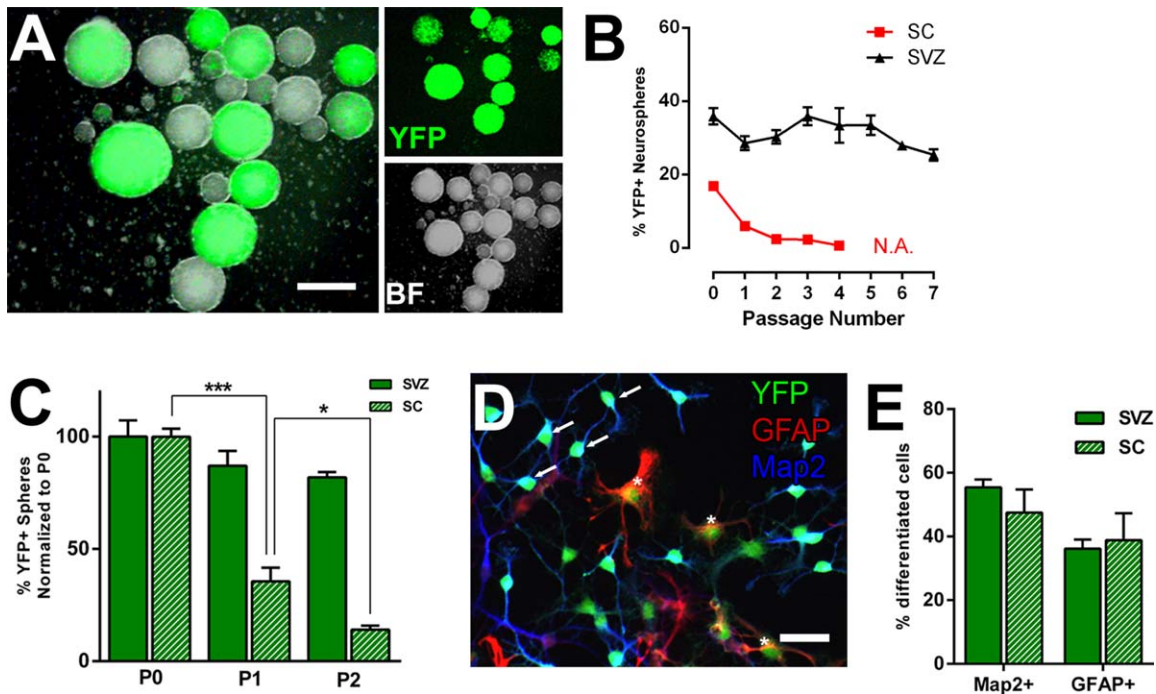 A
YFP
BF
B
SC
SVZ
% YFP+ Neurospheres
60
40
20
0
N.A.
0 1 2 3 4 5 6 7
Passage Number
C
SVZ
SC
***
*
% YFP+ Spheres
Normalized to P0
100
50
0
P0 P1 P2
D
YFP
GFAP
Map2
*
*
*
E
SVZ
SC
% differentiated cells
80
60
40
20
0
Map2+ GFAP+